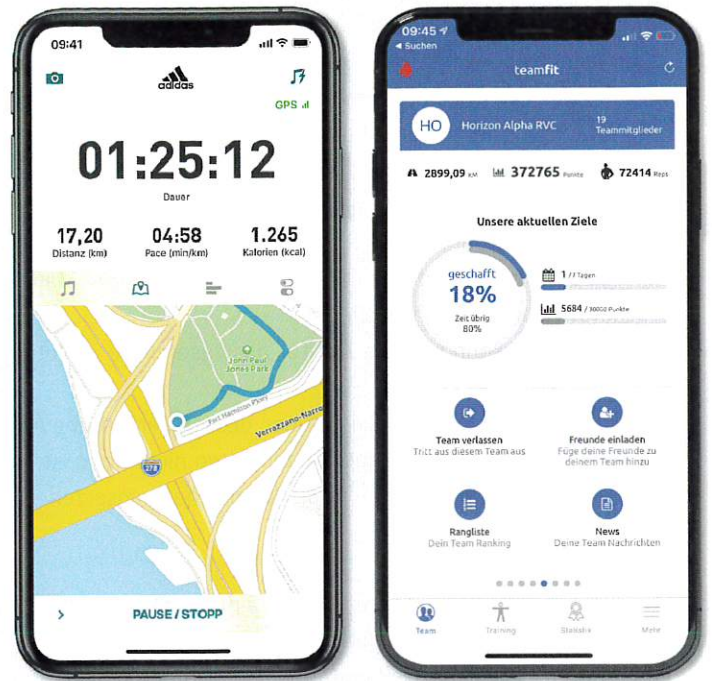 09:41
adidas
GPS
01:25:12
Dauer
17,20
Distanz (km)
04:58
Pace (min/km)
1.265
Kalorien (kcal)
John Paul
Jones Park
Fort Hamilton Pkwy
Verrazzano-Narro
278
PAUSE / STOPP
09:45
Suchen
teamfit
HO
Horizon Alpha RVC
19
Teammitglieder
2899,09 KM
372765 Punkte
72414 Reps
Unsere aktuellen Ziele
geschafft
18%
Zeit übrig
80%
1 / 7 Tagen
5684 / 30000 Punkte
Team verlassen
Tritt aus diesem Team aus
Freunde einladen
Füge deine Freunde zu
deinem Team hinzu
Rangliste
Dein Team Ranking
News
Deine Team Nachrichten
Team
Training
Statistik
Mehr